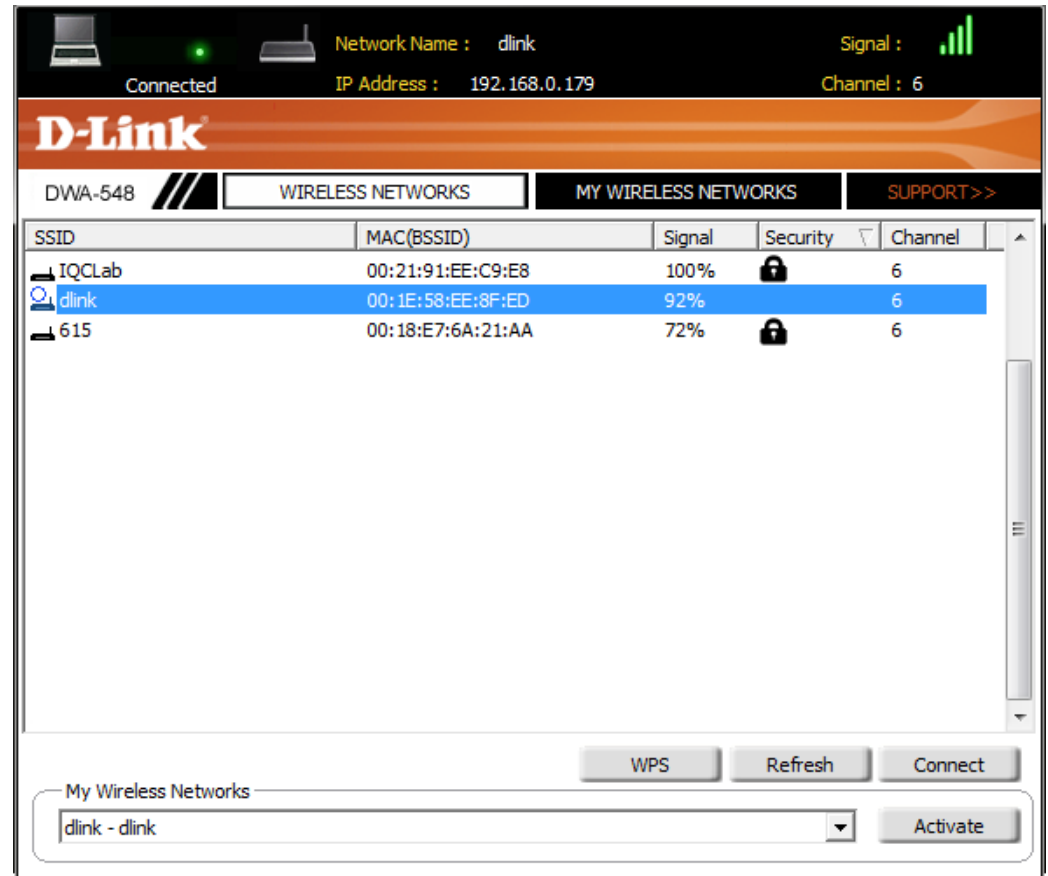 Network Name : dlink Signal :
Connected IP Address : 192.168.0.179 Channel : 6
D-Link®
DWA-548 WIRELESS NETWORKS MY WIRELESS NETWORKS SUPPORT>>
SSID MAC(BSSID) Signal Security Channel
IQCLab 00:21:91:EE:C9:E8 100% 6
dlink 00:1E:58:EE:8F:ED 92% 6
615 00:18:E7:6A:21:AA 72% 6
WPS Refresh Connect
My Wireless Networks
dlink - dlink Activate